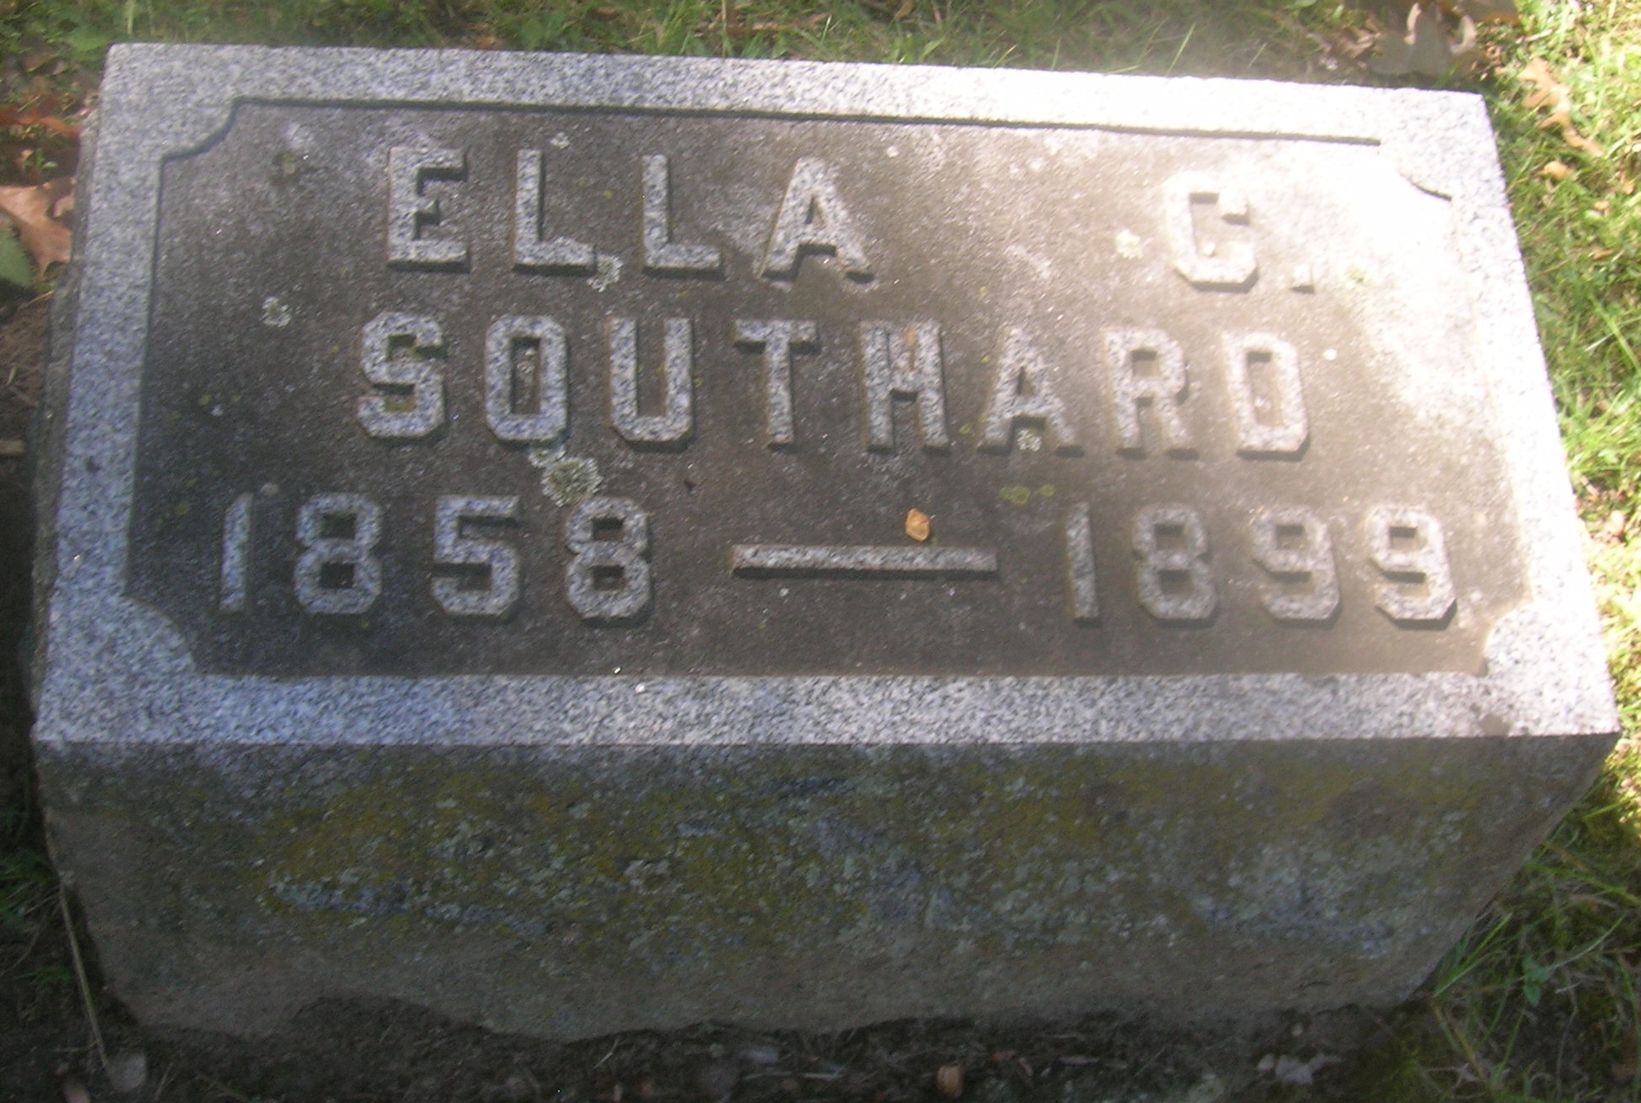 ELLA C.
SOUTHARD
1858 — 1899